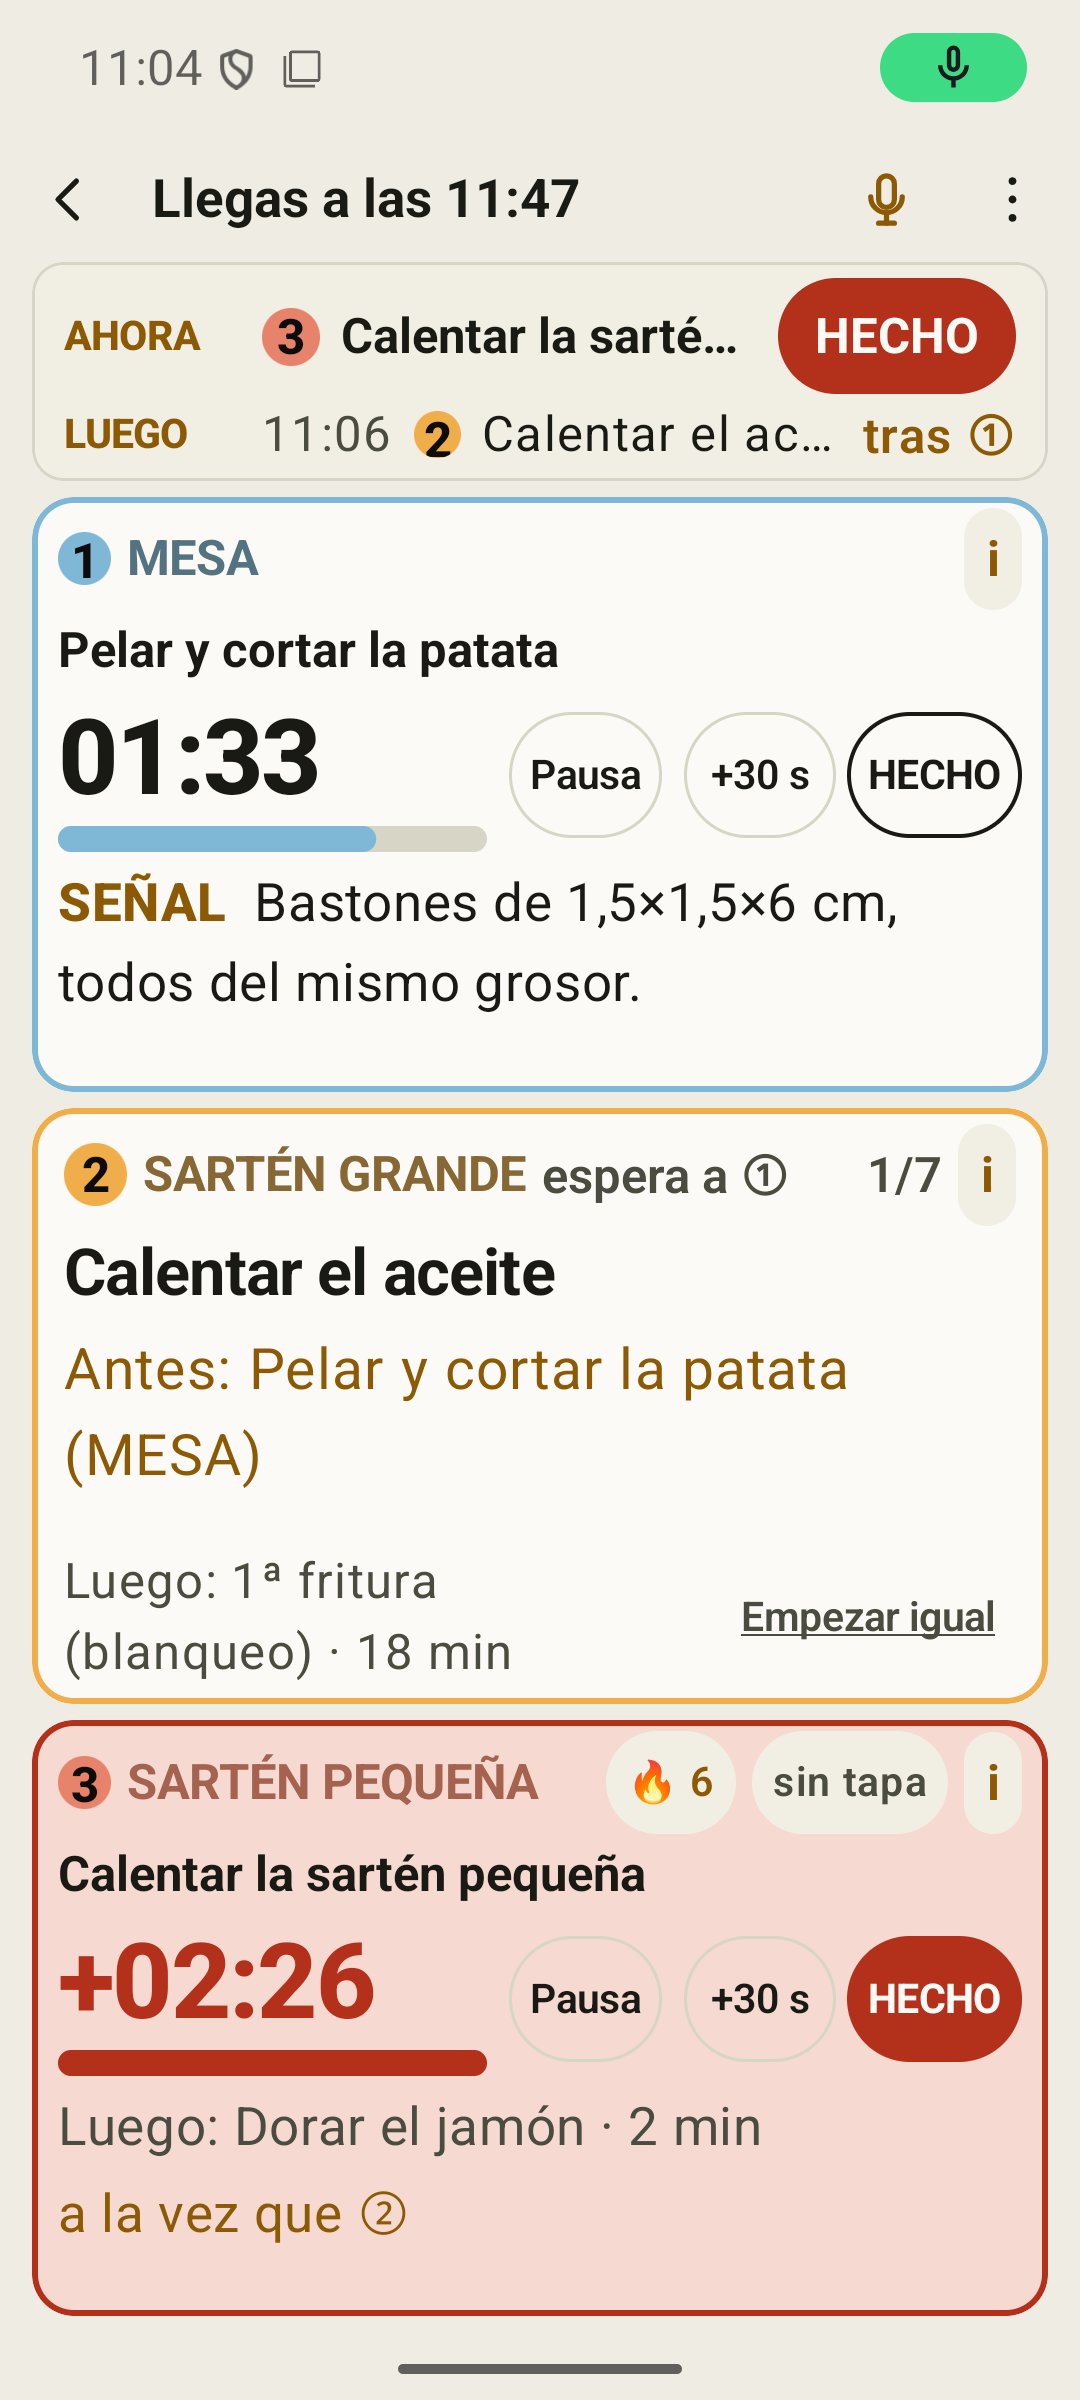 11:04
Llegas a las 11:47
AHORA 3 Calentar la sarté... HECHO
LUEGO 11:06 2 Calentar el ac... tras ①
1 MESA i
Pelar y cortar la patata
01:33 Pausa +30 s HECHO
SEÑAL Bastones de 1,5×1,5×6 cm,
todos del mismo grosor.
2 SARTÉN GRANDE espera a ① 1/7 i
Calentar el aceite
Antes: Pelar y cortar la patata
(MESA)
Luego: 1ª fritura
(blanqueo) · 18 min
Empezar igual
3 SARTÉN PEQUEÑA 🔥 6 sin tapa i
Calentar la sartén pequeña
+02:26 Pausa +30 s HECHO
Luego: Dorar el jamón · 2 min
a la vez que ②